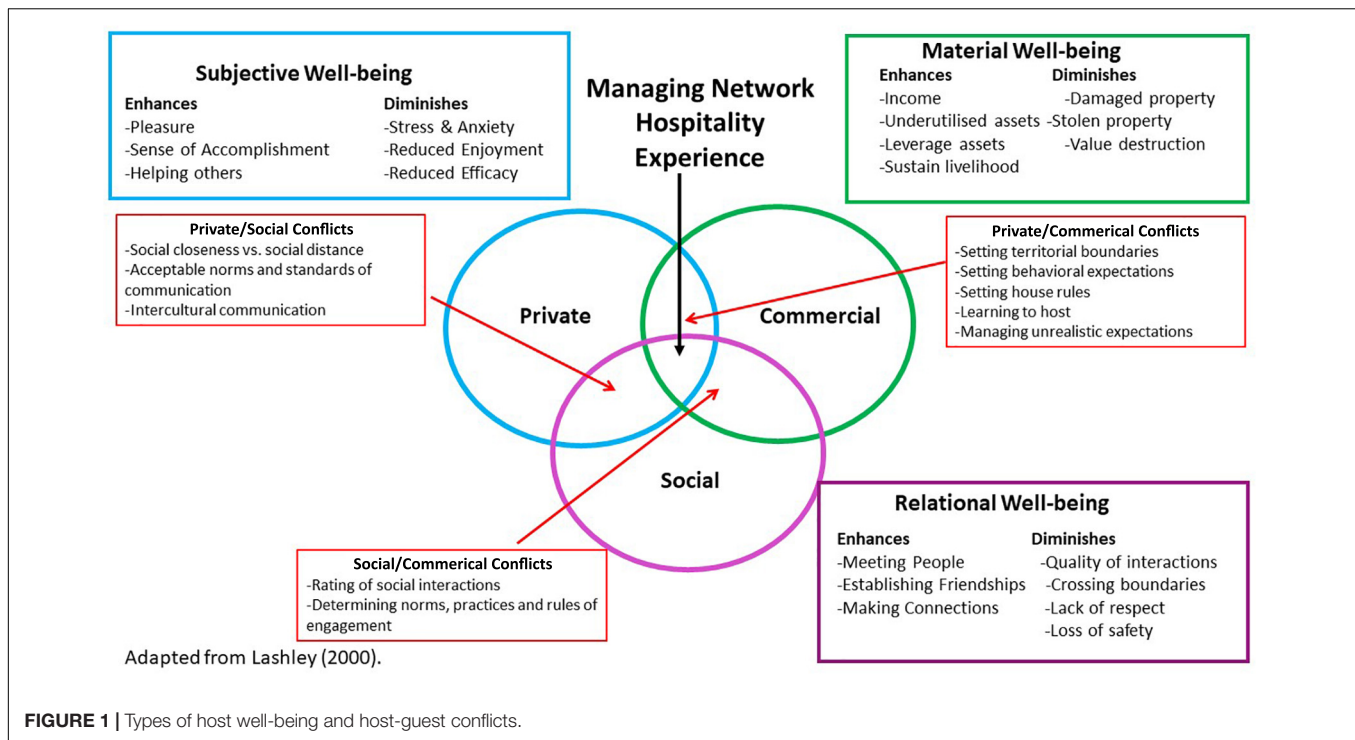 Subjective Well-being
Enhances
-Pleasure
-Sense of Accomplishment
-Helping others
Diminishes
-Stress & Anxiety
-Reduced Enjoyment
-Reduced Efficacy
Managing Network
Hospitality
Experience
Material Well-being
Enhances
-Income
-Underutilised assets
-Leverage assets
-Sustain livelihood
Diminishes
-Damaged property
-Stolen property
-Value destruction
Private/Social Conflicts
-Social closeness vs. social distance
-Acceptable norms and standards of
communication
-Intercultural communication
Private
Commercial
Private/Commerical Conflicts
-Setting territorial boundaries
-Setting behavioral expectations
-Setting house rules
-Learning to host
-Managing unrealistic expectations
Social
Social/Commerical Conflicts
-Rating of social interactions
-Determining norms, practices and rules of
engagement
Relational Well-being
Enhances
-Meeting People
-Establishing Friendships
-Making Connections
Diminishes
-Quality of interactions
-Crossing boundaries
-Lack of respect
-Loss of safety
Adapted from Lashley (2000).
FIGURE 1 | Types of host well-being and host-guest conflicts.